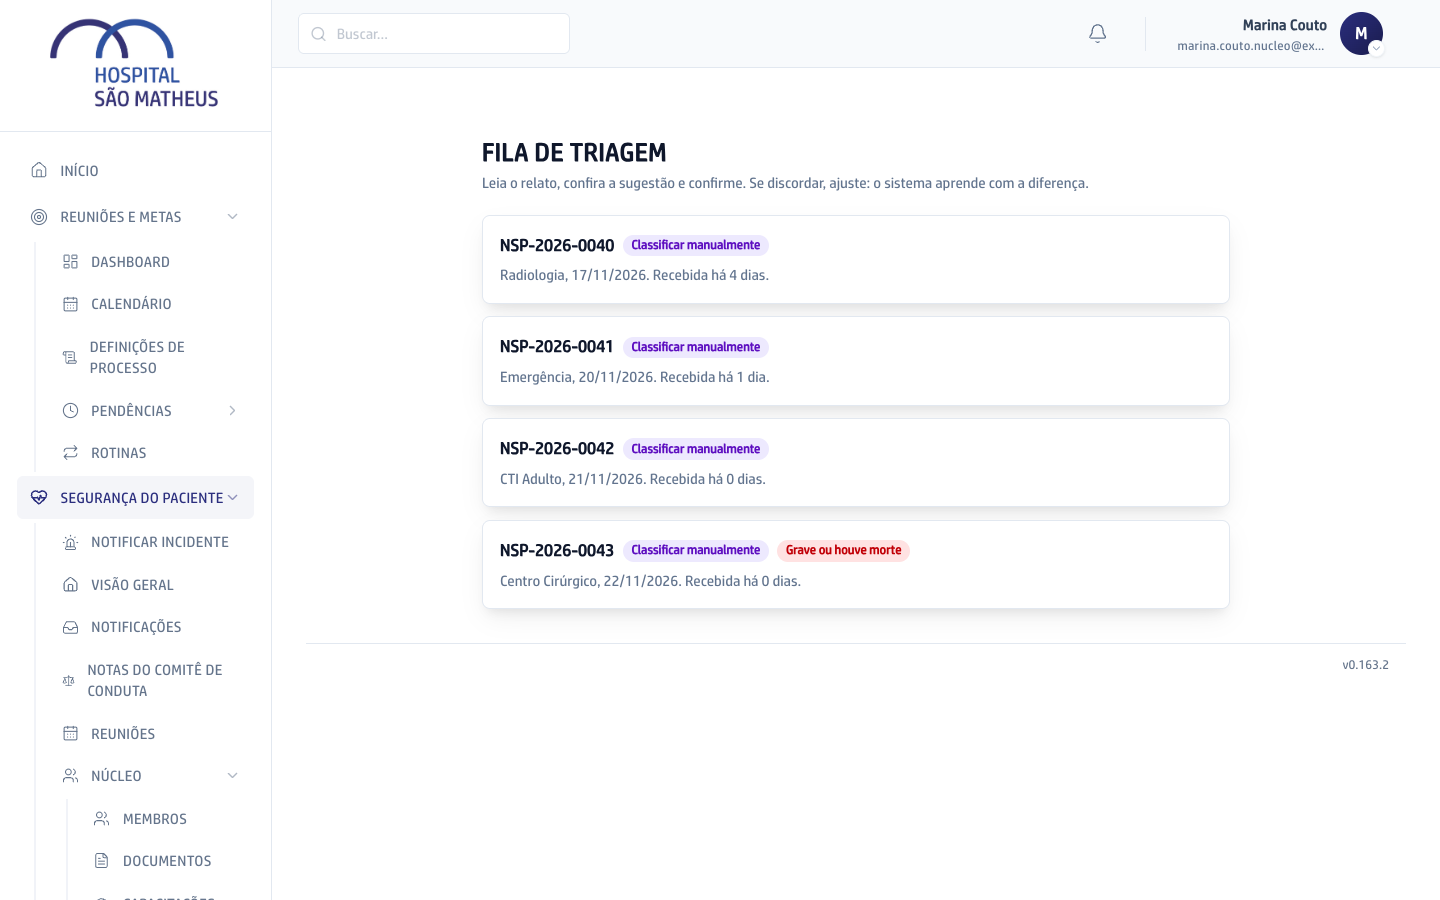 HOSPITAL
SÃO MATHEUS
Buscar...
Marina Couto
marina.couto.nucleo@ex...
M
INÍCIO
REUNIÕES E METAS
DASHBOARD
CALENDÁRIO
DEFINIÇÕES DE
PROCESSO
PENDÊNCIAS
ROTINAS
SEGURANÇA DO PACIENTE
NOTIFICAR INCIDENTE
VISÃO GERAL
NOTIFICAÇÕES
NOTAS DO COMITÊ DE
CONDUTA
REUNIÕES
NÚCLEO
MEMBROS
DOCUMENTOS
FILA DE TRIAGEM
Leia o relato, confira a sugestão e confirme. Se discordar, ajuste: o sistema aprende com a diferença.
NSP-2026-0040 Classificar manualmente
Radiologia, 17/11/2026. Recebida há 4 dias.
NSP-2026-0041 Classificar manualmente
Emergência, 20/11/2026. Recebida há 1 dia.
NSP-2026-0042 Classificar manualmente
CTI Adulto, 21/11/2026. Recebida há 0 dias.
NSP-2026-0043 Classificar manualmente Grave ou houve morte
Centro Cirúrgico, 22/11/2026. Recebida há 0 dias.
v0.163.2